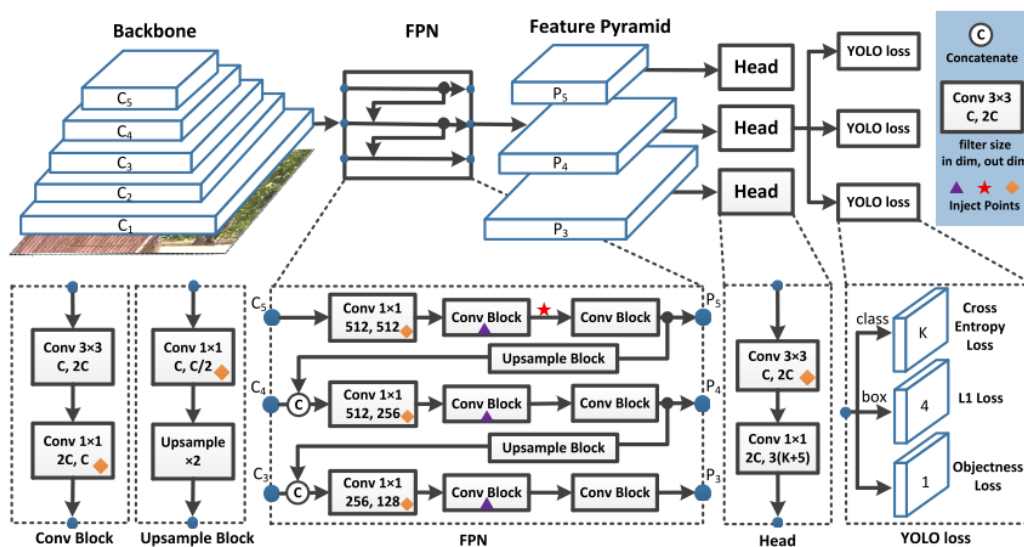 Backbone
FPN
Feature Pyramid
C5
C4
C3
C2
C1
P5
P4
P3
Head
Head
Head
YOLO loss
YOLO loss
YOLO loss
C
Concatenate
Conv 3×3
C, 2C
filter size
in dim, out dim
Inject Points
Conv 3×3
C, 2C
Conv 1×1
2C, C
Conv Block
Conv 1×1
C, C/2
Upsample
×2
Upsample Block
C5
Conv 1×1
512, 512
Conv Block
Conv Block
P5
Upsample Block
C4
C
Conv 1×1
512, 256
Conv Block
Conv Block
P4
Upsample Block
C3
C
Conv 1×1
256, 128
Conv Block
Conv Block
P3
FPN
Conv 3×3
C, 2C
Conv 1×1
2C, 3(K+5)
Head
class
K
Cross
Entropy
Loss
box
4
L1 Loss
1
Objectness
Loss
YOLO loss